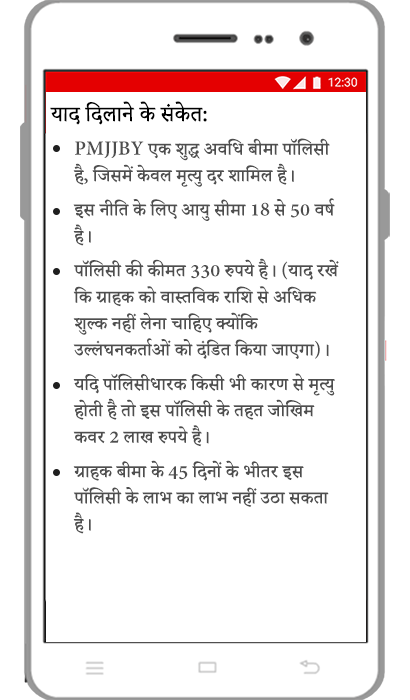 12:30
याद दिलाने के संकेत:
• PMJJBY एक शुद्ध अवधि बीमा पॉलिसी
है, जिसमें केवल मृत्यु दर शामिल है।
• इस नीति के लिए आयु सीमा 18 से 50 वर्ष
है।
• पॉलिसी की कीमत 330 रुपये है। (याद रखें
कि ग्राहक को वास्तविक राशि से अधिक
शुल्क नहीं लेना चाहिए क्योंकि
उल्लंघनकर्ताओं को दंडित किया जाएगा)।
• यदि पॉलिसीधारक किसी भी कारण से मृत्यु
होती है तो इस पॉलिसी के तहत जोखिम
कवर 2 लाख रुपये है।
• ग्राहक बीमा के 45 दिनों के भीतर इस
पॉलिसी के लाभ का लाभ नहीं उठा सकता
है।